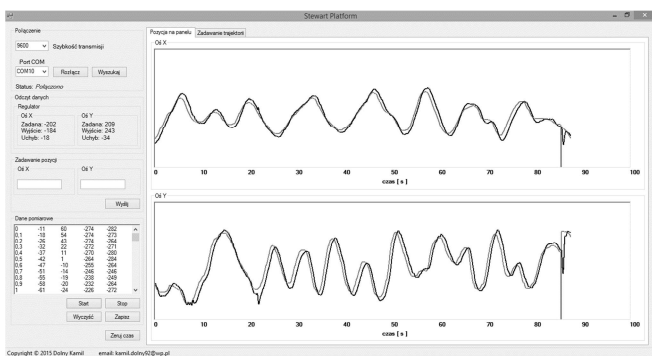 Stewart Platform
Połączenie
9600 Szybkość transmisji
Port COM
COM10 Rozłącz Wyszukaj
Status: Połączono
Odczyt danych
Regulator
Oś X Oś Y
Zadana: -202 Zadana: 209
Wyjście: -184 Wyjście: 243
Uchyb: -18 Uchyb: -34
Zadawanie pozycji
Oś X Oś Y
Wyślij
Dane pomiarowe
0 -11 60 -274 -282
0.1 -18 54 -274 -273
0.2 -26 43 -274 -264
0.3 -32 22 -272 -271
0.4 -37 11 -270 -280
0.5 -42 1 -264 -284
0.6 -47 -10 -255 -264
0.7 -51 -14 -246 -246
0.8 -55 -19 -238 -249
0.9 -58 -20 -232 -264
1 -61 -24 -226 -272
Start Stop
Wyczyść Zapisz
Zeruj czas
Pozycja na panelu Zadawanie trajektorii
Oś X
0 10 20 30 40 50 60 70 80 90 100
czas [ s ]
Oś Y
0 10 20 30 40 50 60 70 80 90 100
czas [ s ]
Copyright © 2015 Dolny Kamil email: kamil.dolny92@wp.pl